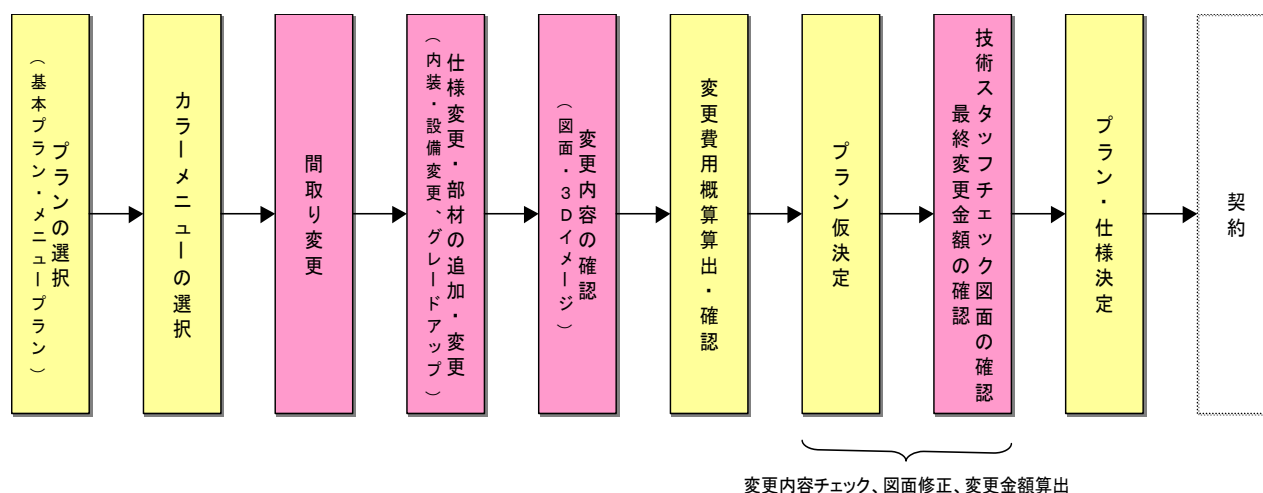 プランの選択
（基本プラン・メニュープラン）
カラーメニューの選択
間取り変更
仕様変更・部材の追加・変更
（内装・設備変更、グレードアップ）
変更内容の確認
（図面・3Dイメージ）
変更費用概算算出・確認
プラン仮決定
技術スタッフチェック図面の確認
最終変更金額の確認
プラン・仕様決定
契約
変更内容チェック、図面修正、変更金額算出